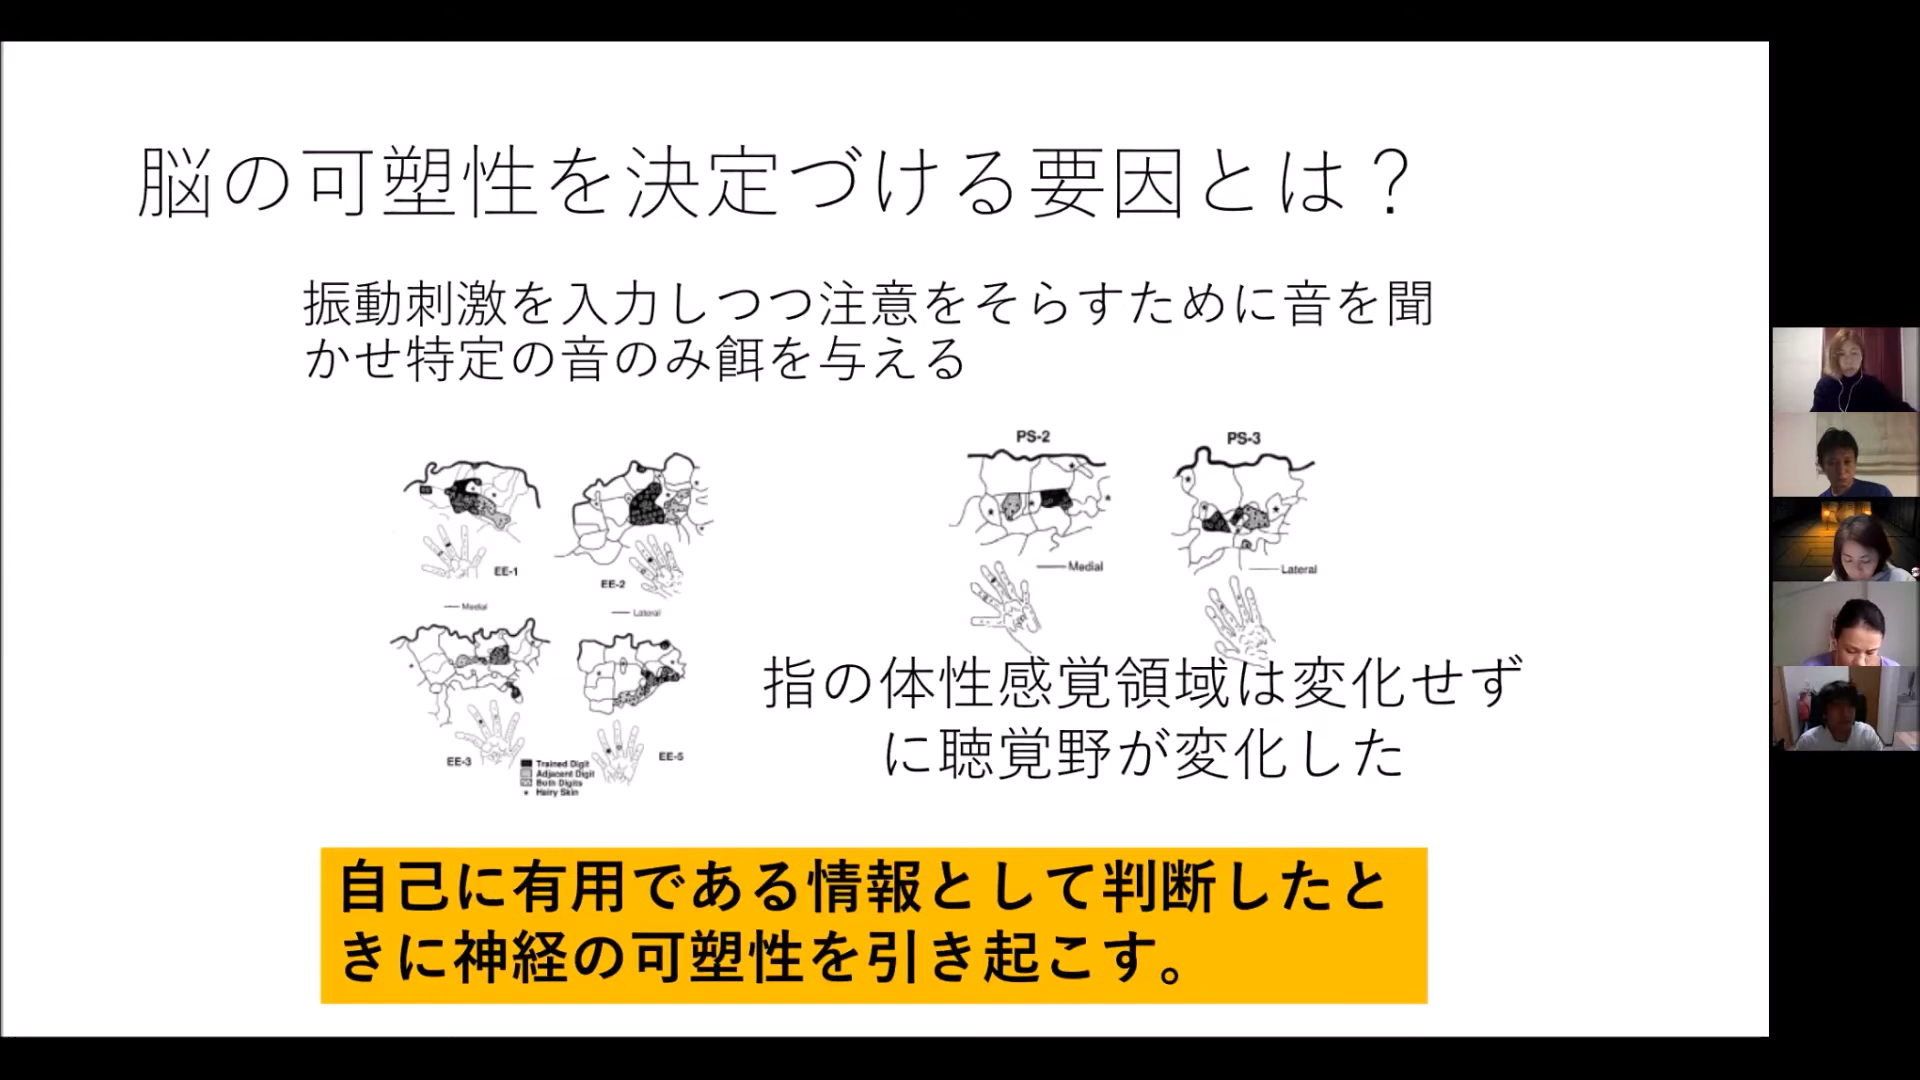 脳の可塑性を決定づける要因とは？
振動刺激を入力しつつ注意をそらすために音を聞
かせ特定の音のみ餌を与える
PS-2
PS-3
EE-1
EE-2
Medial
Lateral
Medial
Lateral
EE-3
EE-5
Trained Digit
Adjacent Digit
Both Digits
* Hairy Skin
指の体性感覚領域は変化せず
に聴覚野が変化した
自己に有用である情報として判断したと
きに神経の可塑性を引き起こす。